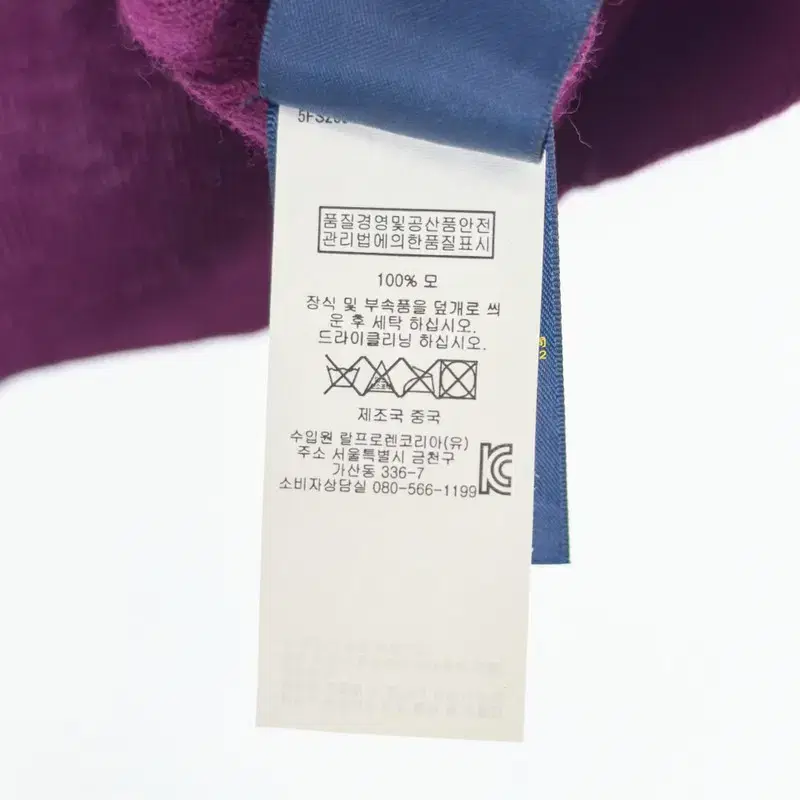 품질경영및공산품안전
관리법에의한품질표시
100% 모
장식 및 부속품을 덮개로 씌
운 후 세탁 하십시오.
드라이클리닝 하십시오.
제조국 중국
수입원 랄프로렌코리아(유)
주소 서울특별시 금천구
가산동 336-7
소비자상담실 080-566-1199